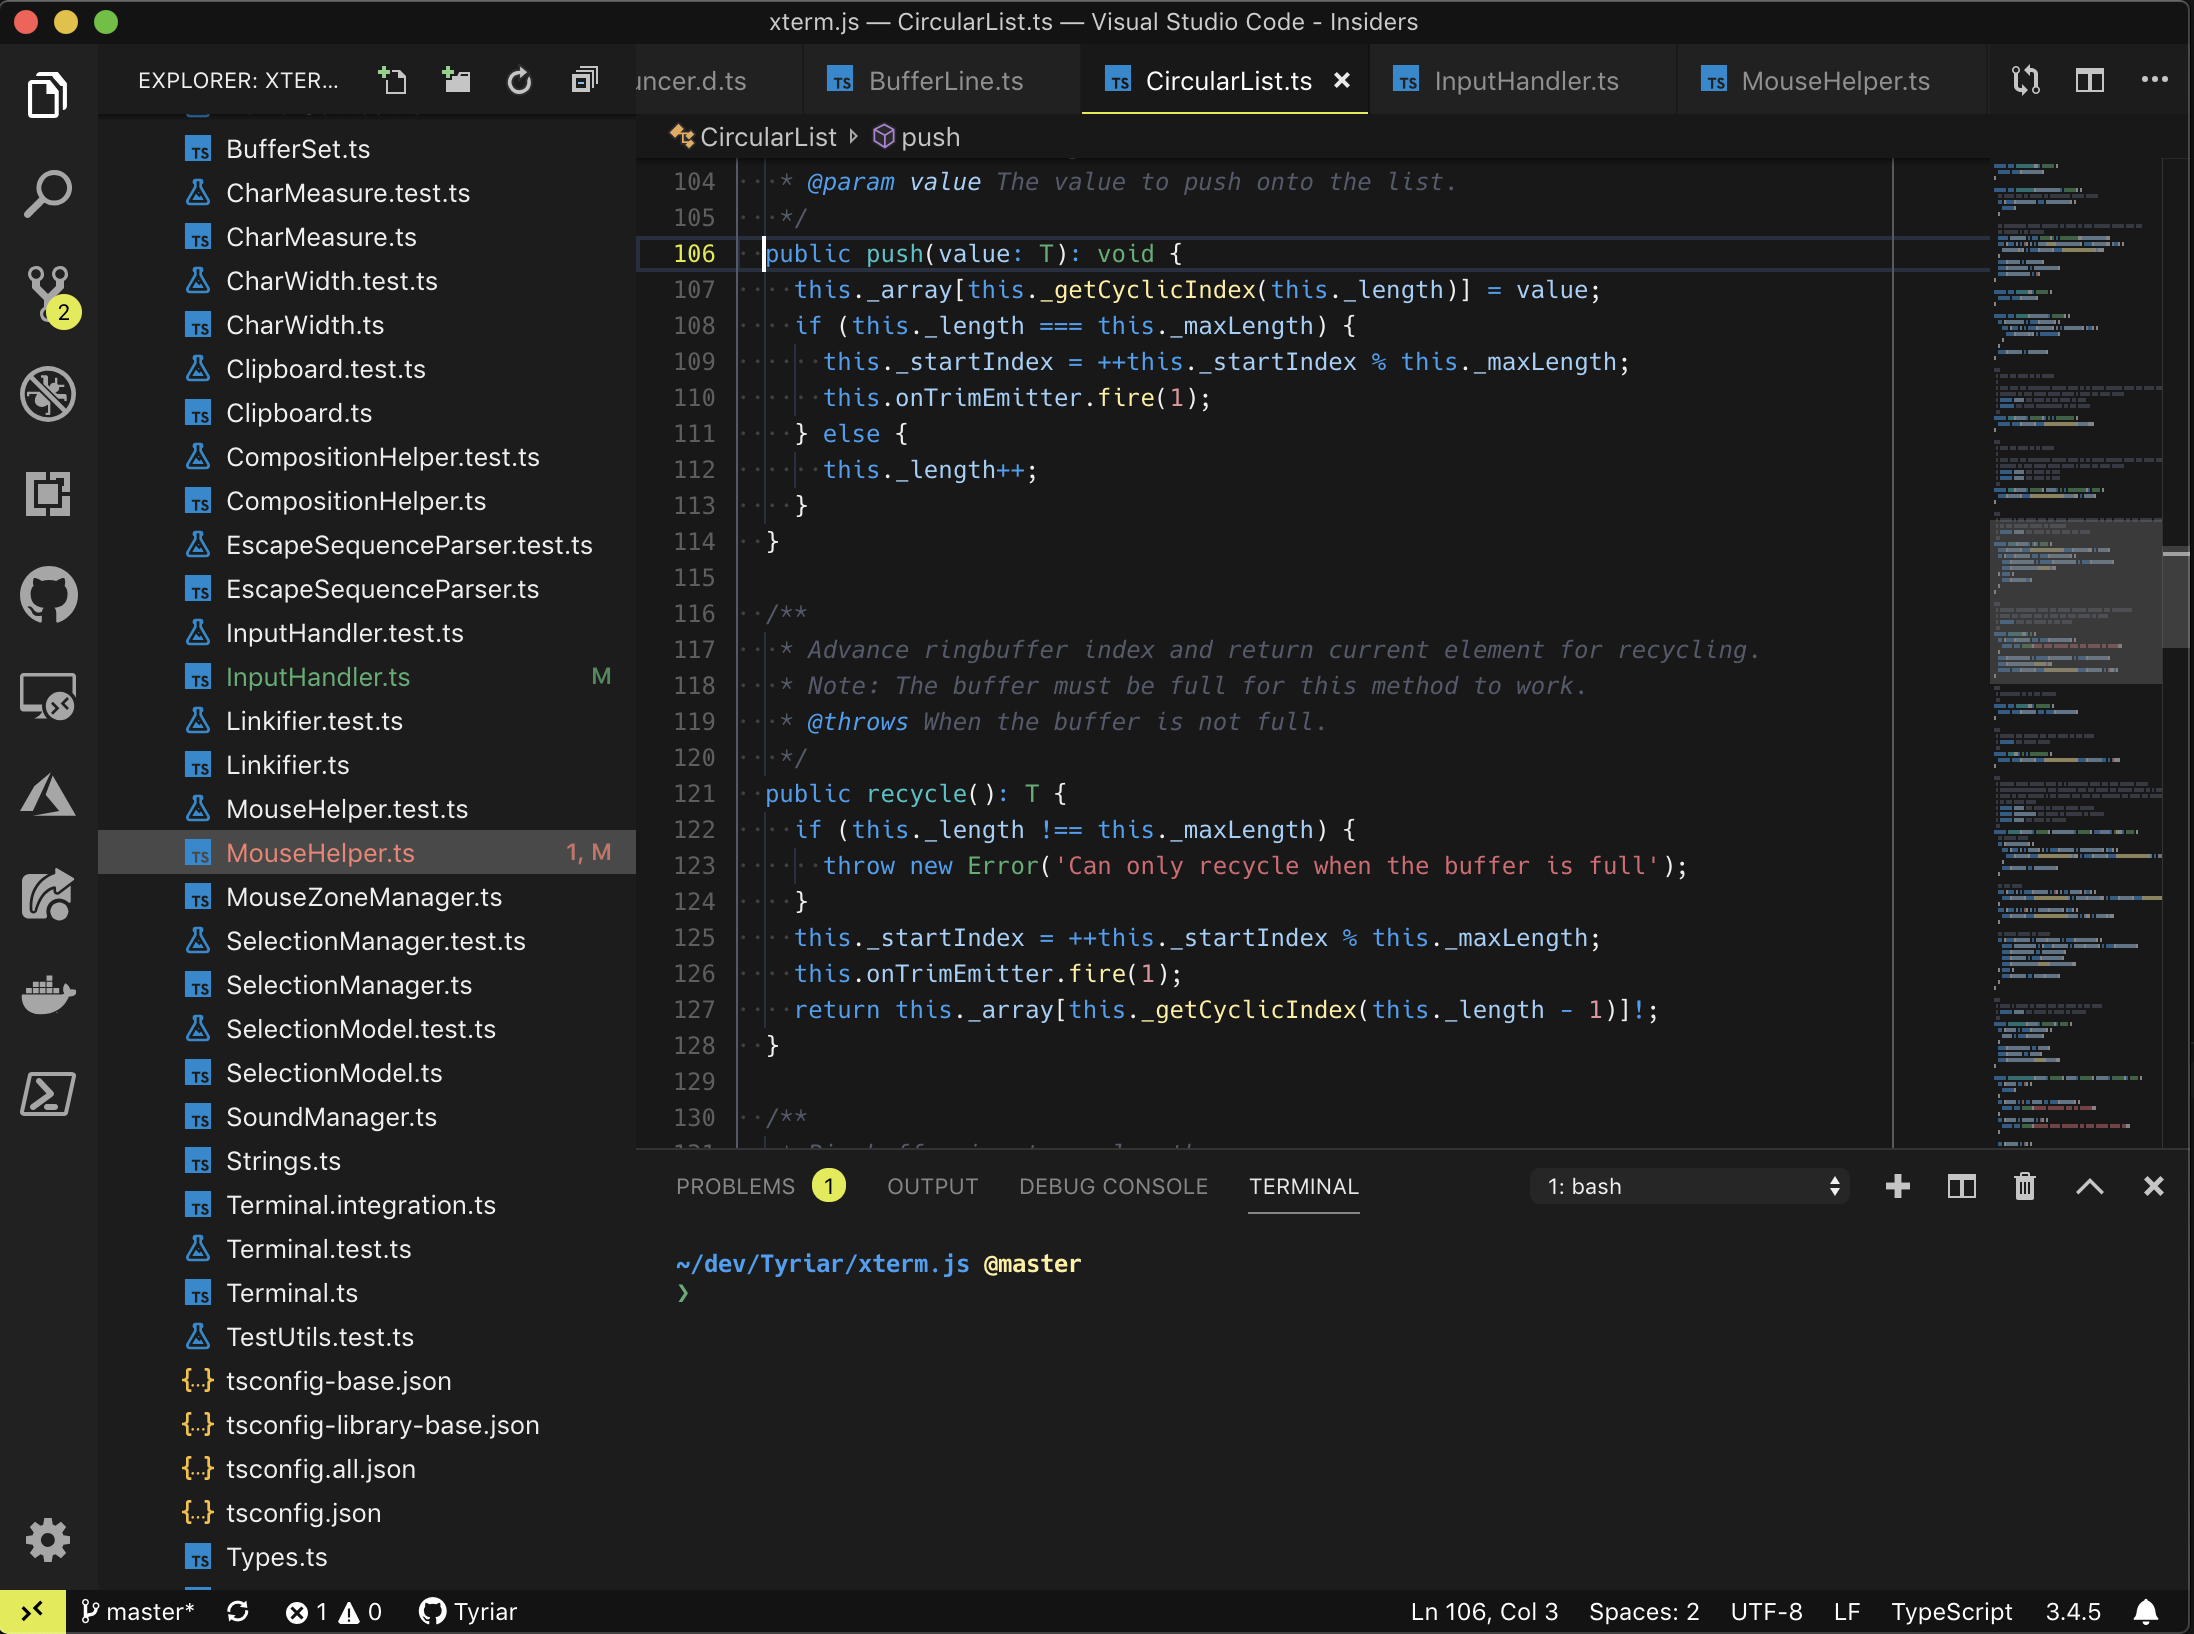 xterm.js — CircularList.ts — Visual Studio Code - Insiders
EXPLORER: XTER...
BufferSet.ts
CharMeasure.test.ts
CharMeasure.ts
CharWidth.test.ts
CharWidth.ts
Clipboard.test.ts
Clipboard.ts
CompositionHelper.test.ts
CompositionHelper.ts
EscapeSequenceParser.test.ts
EscapeSequenceParser.ts
InputHandler.test.ts
InputHandler.ts M
Linkifier.test.ts
Linkifier.ts
MouseHelper.test.ts
MouseHelper.ts 1, M
MouseZoneManager.ts
SelectionManager.test.ts
SelectionManager.ts
SelectionModel.test.ts
SelectionModel.ts
SoundManager.ts
Strings.ts
Terminal.integration.ts
Terminal.test.ts
Terminal.ts
TestUtils.test.ts
tsconfig-base.json
tsconfig-library-base.json
tsconfig.all.json
tsconfig.json
Types.ts
2
uncer.d.ts BufferLine.ts CircularList.ts InputHandler.ts MouseHelper.ts
CircularList push
104 * @param value The value to push onto the list.
105 */
106 public push(value: T): void {
107 this._array[this._getCyclicIndex(this._length)] = value;
108 if (this._length === this._maxLength) {
109 this._startIndex = ++this._startIndex % this._maxLength;
110 this.onTrimEmitter.fire(1);
111 } else {
112 this._length++;
113 }
114 }
115
116 /**
117 * Advance ringbuffer index and return current element for recycling.
118 * Note: The buffer must be full for this method to work.
119 * @throws When the buffer is not full.
120 */
121 public recycle(): T {
122 if (this._length !== this._maxLength) {
123 throw new Error('Can only recycle when the buffer is full');
124 }
125 this._startIndex = ++this._startIndex % this._maxLength;
126 this.onTrimEmitter.fire(1);
127 return this._array[this._getCyclicIndex(this._length - 1)]!;
128 }
129
130 /**
PROBLEMS 1 OUTPUT DEBUG CONSOLE TERMINAL 1: bash
~/dev/Tyriar/xterm.js @master
❯
master* 1 0 Tyriar Ln 106, Col 3 Spaces: 2 UTF-8 LF TypeScript 3.4.5